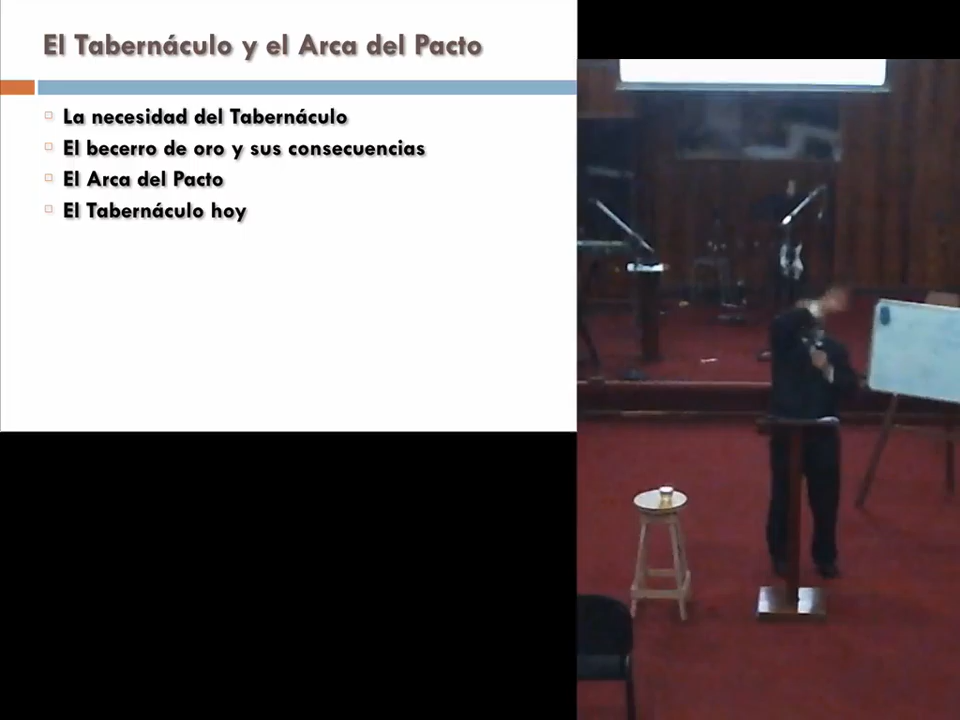 El Tabernáculo y el Arca del Pacto
La necesidad del Tabernáculo
El becerro de oro y sus consecuencias
El Arca del Pacto
El Tabernáculo hoy